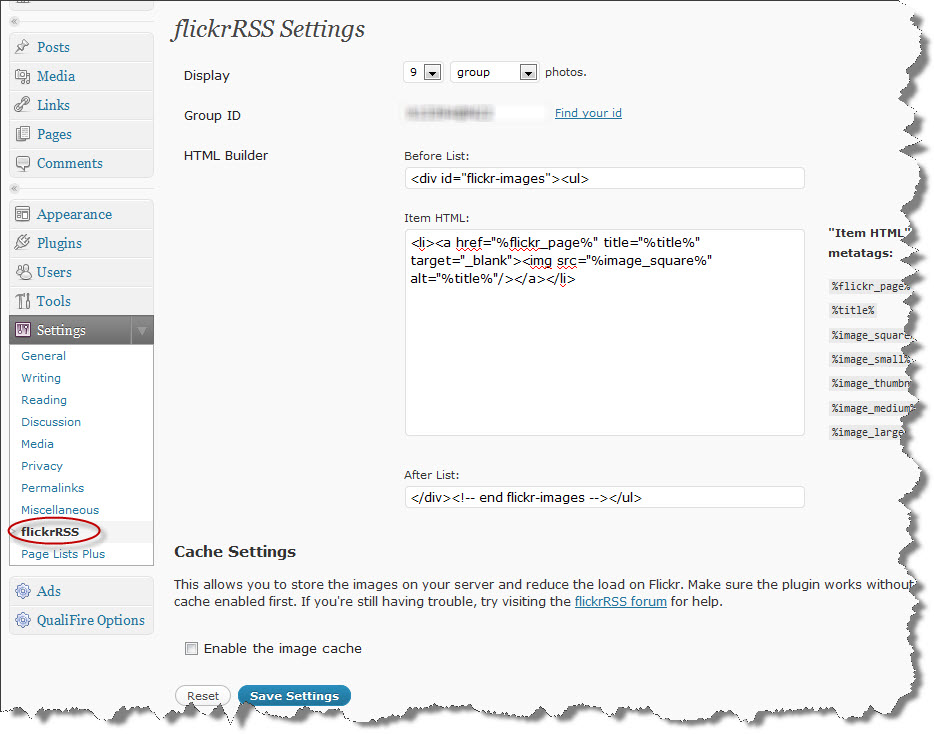 flickrRSS Settings
Posts
Media
Links
Pages
Comments
Appearance
Plugins
Users
Tools
Settings
General
Writing
Reading
Discussion
Media
Privacy
Permalinks
Miscellaneous
flickrRSS
Page Lists Plus
Ads
QualiFire Options
Display 9 group photos.
Group ID Find your id
HTML Builder
Before List:
<div id="flickr-images"><ul>
Item HTML:
<li><a href="%flickr_page%" title="%title%"
target="_blank"><img src="%image_square%"
alt="%title%"/></a></li>
"Item HTML"
metatags:
%flickr_page%
%title%
%image_square
%image_small%
%image_thumbn
%image_medium%
%image_large
After List:
</div><!-- end flickr-images --></ul>
Cache Settings
This allows you to store the images on your server and reduce the load on Flickr. Make sure the plugin works without
cache enabled first. If you're still having trouble, try visiting the flickrRSS forum for help.
Enable the image cache
Reset Save Settings